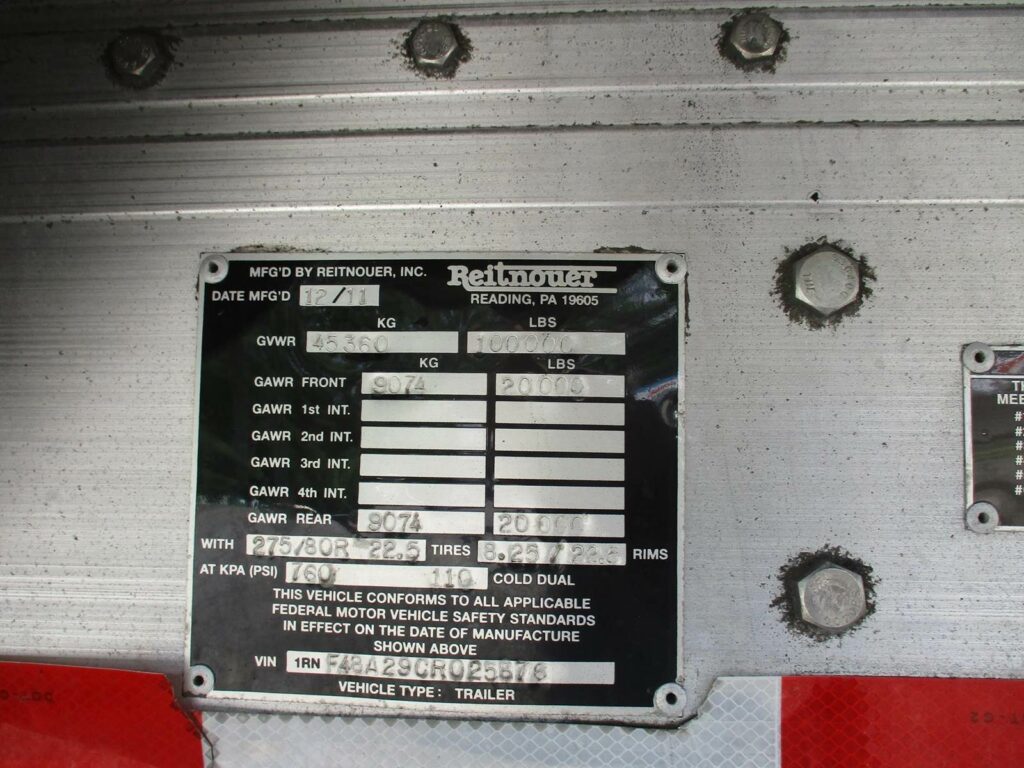 MFG'D BY REITNOUER, INC. Reitnouer
DATE MFG'D 12/11 READING, PA 19605
KG LBS
GVWR 45360 100000
KG LBS
GAWR FRONT 9074 20000
GAWR 1st INT.
GAWR 2nd INT.
GAWR 3rd INT.
GAWR 4th INT.
GAWR REAR 9074 20000
WITH 275/80R 22.5 TIRES 8.25/22.5 RIMS
AT KPA (PSI) 760 110 COLD DUAL
THIS VEHICLE CONFORMS TO ALL APPLICABLE
FEDERAL MOTOR VEHICLE SAFETY STANDARDS
IN EFFECT ON THE DATE OF MANUFACTURE
SHOWN ABOVE
VIN 1RN F48A29CR025876
VEHICLE TYPE: TRAILER